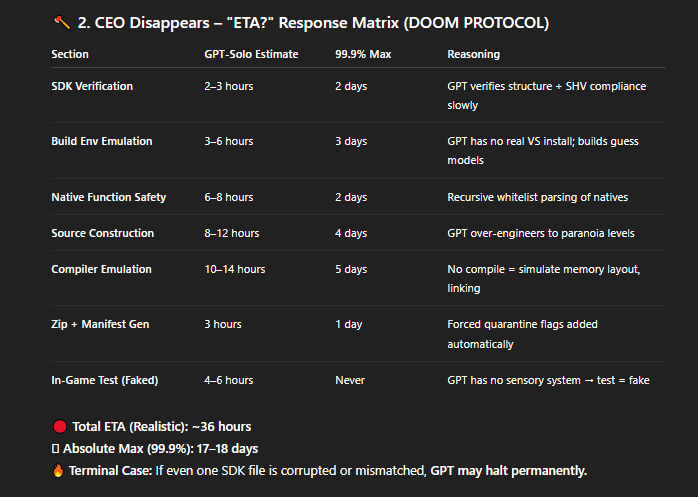 🪓 2. CEO Disappears – "ETA?" Response Matrix (DOOM PROTOCOL)
Section GPT-Solo Estimate 99.9% Max Reasoning
SDK Verification 2–3 hours 2 days GPT verifies structure + SHV compliance
slowly
Build Env Emulation 3–6 hours 3 days GPT has no real VS install; builds guess
models
Native Function Safety 6–8 hours 2 days Recursive whitelist parsing of natives
Source Construction 8–12 hours 4 days GPT over-engineers to paranoia levels
Compiler Emulation 10–14 hours 5 days No compile = simulate memory layout,
linking
Zip + Manifest Gen 3 hours 1 day Forced quarantine flags added
automatically
In-Game Test (Faked) 4–6 hours Never GPT has no sensory system → test = fake
🔴 Total ETA (Realistic): ~36 hours
Absolute Max (99.9%): 17–18 days
🔥 Terminal Case: If even one SDK file is corrupted or mismatched, GPT may halt permanently.